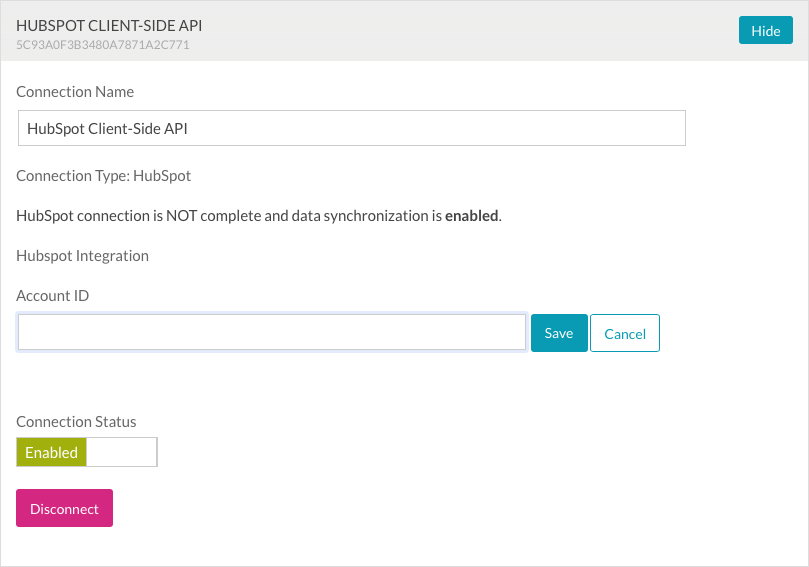 HUBSPOT CLIENT-SIDE API
5C93A0F3B3480A7871A2C771
Hide
Connection Name
HubSpot Client-Side API
Connection Type: HubSpot
HubSpot connection is NOT complete and data synchronization is enabled.
Hubspot Integration
Account ID
Save
Cancel
Connection Status
Enabled
Disconnect